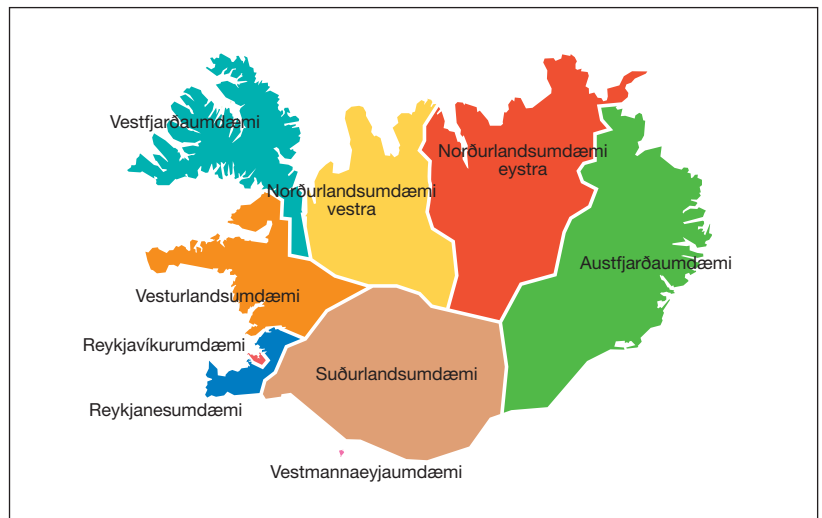 Vestfjarðaumdæmi
Norðurlandsumdæmi
eystra
Norðurlandsumdæmi
vestra
Austfjarðaumdæmi
Vesturlandsumdæmi
Reykjavíkurumdæmi
Suðurlandsumdæmi
Reykjanesumdæmi
Vestmannaeyjaumdæmi